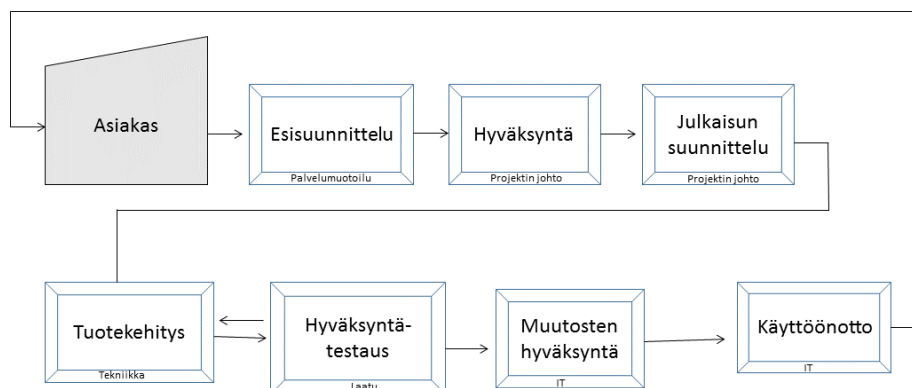 Asiakas
Esisuunnittelu
Palvelumuotoilu
Hyväksyntä
Projektin johto
Julkaisun
suunnittelu
Projektin johto
Tuotekehitys
Tekniikka
Hyväksyntä-
testaus
Laatu
Muutosten
hyväksyntä
IT
Käyttöönotto
IT